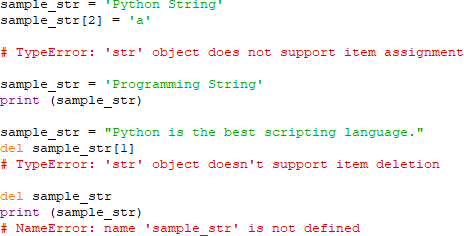 sample_str = 'Python String'
sample_str[2] = 'a'
# TypeError: 'str' object does not support item assignment
sample_str = 'Programming String'
print (sample_str)
sample_str = "Python is the best scripting language."
del sample_str[1]
# TypeError: 'str' object doesn't support item deletion
del sample_str
print (sample_str)
# NameError: name 'sample_str' is not defined